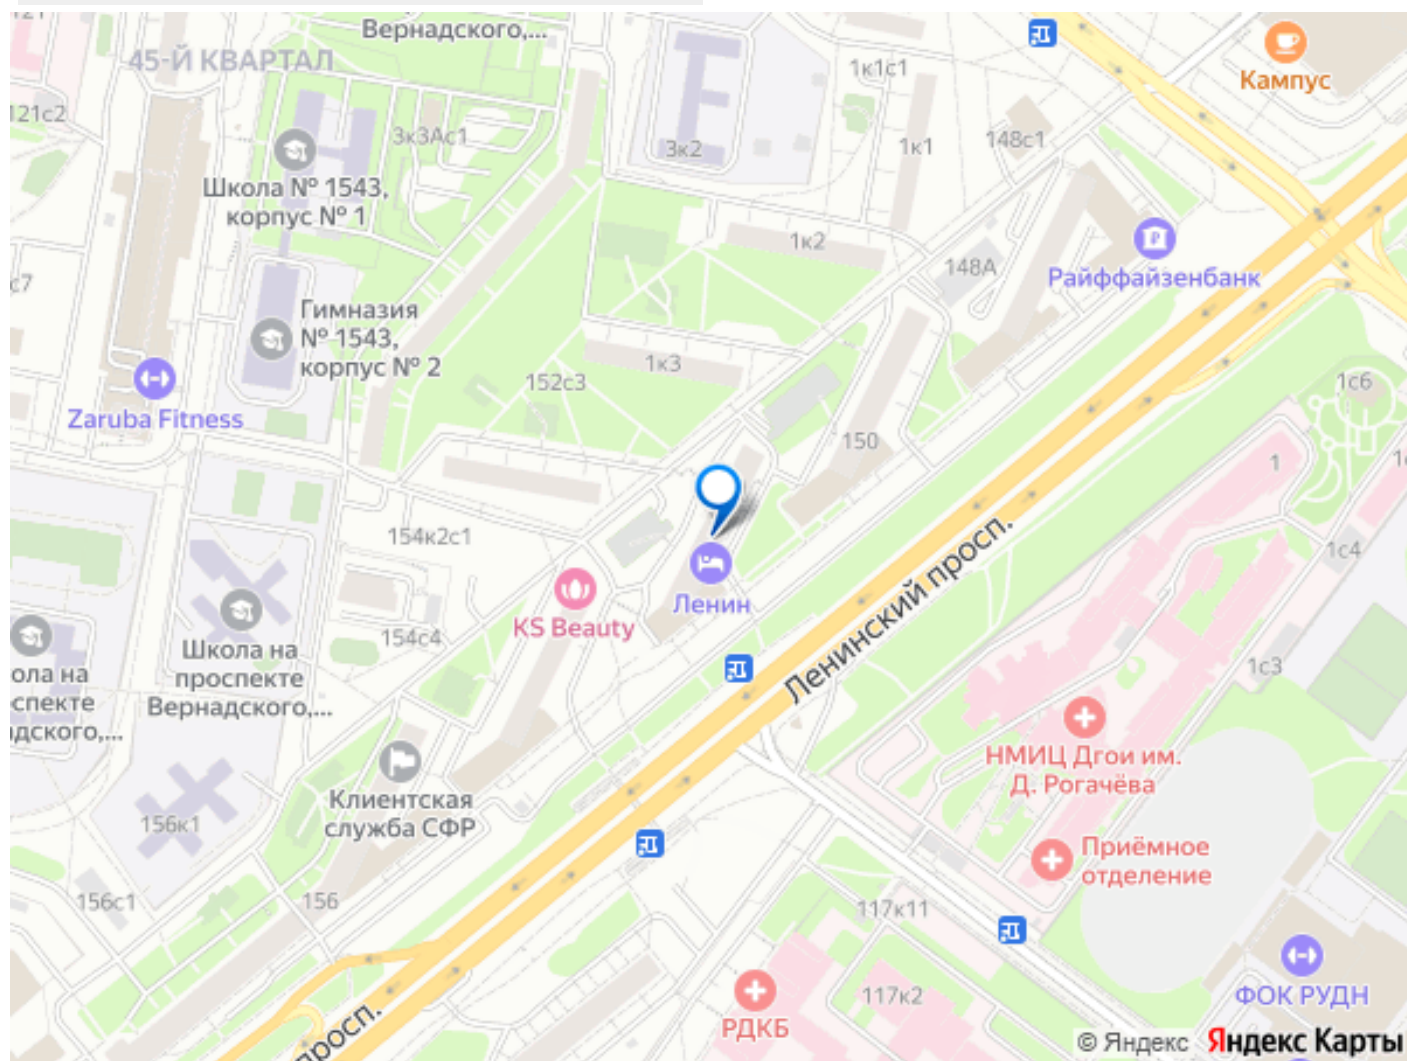 Вернадского,...
45-Й КВАРТАЛ
121с2
Кампус
1к1с1
3к3Ас1
3к2
1к1
148с1
Школа № 1543,
корпус № 1
1к2
148А
Райффайзенбанк
с7
Гимназия
№ 1543,
корпус № 2
1к3
152с3
1с6
Zaruba Fitness
150
1
154к2с1
Ленинский просп.
1с4
Ленин
KS Beauty
154с4
Школа на
проспекте
Вернадского,...
ола на
спекте
дского,...
1с3
НМИЦ Дгои им.
Д. Рогачёва
Клиентская
служба СФР
156к1
Приёмное
отделение
156с1
156
117к11
117к2
РДКБ
ФОК РУДН
просп.
© Яндекс Яндекс Карты